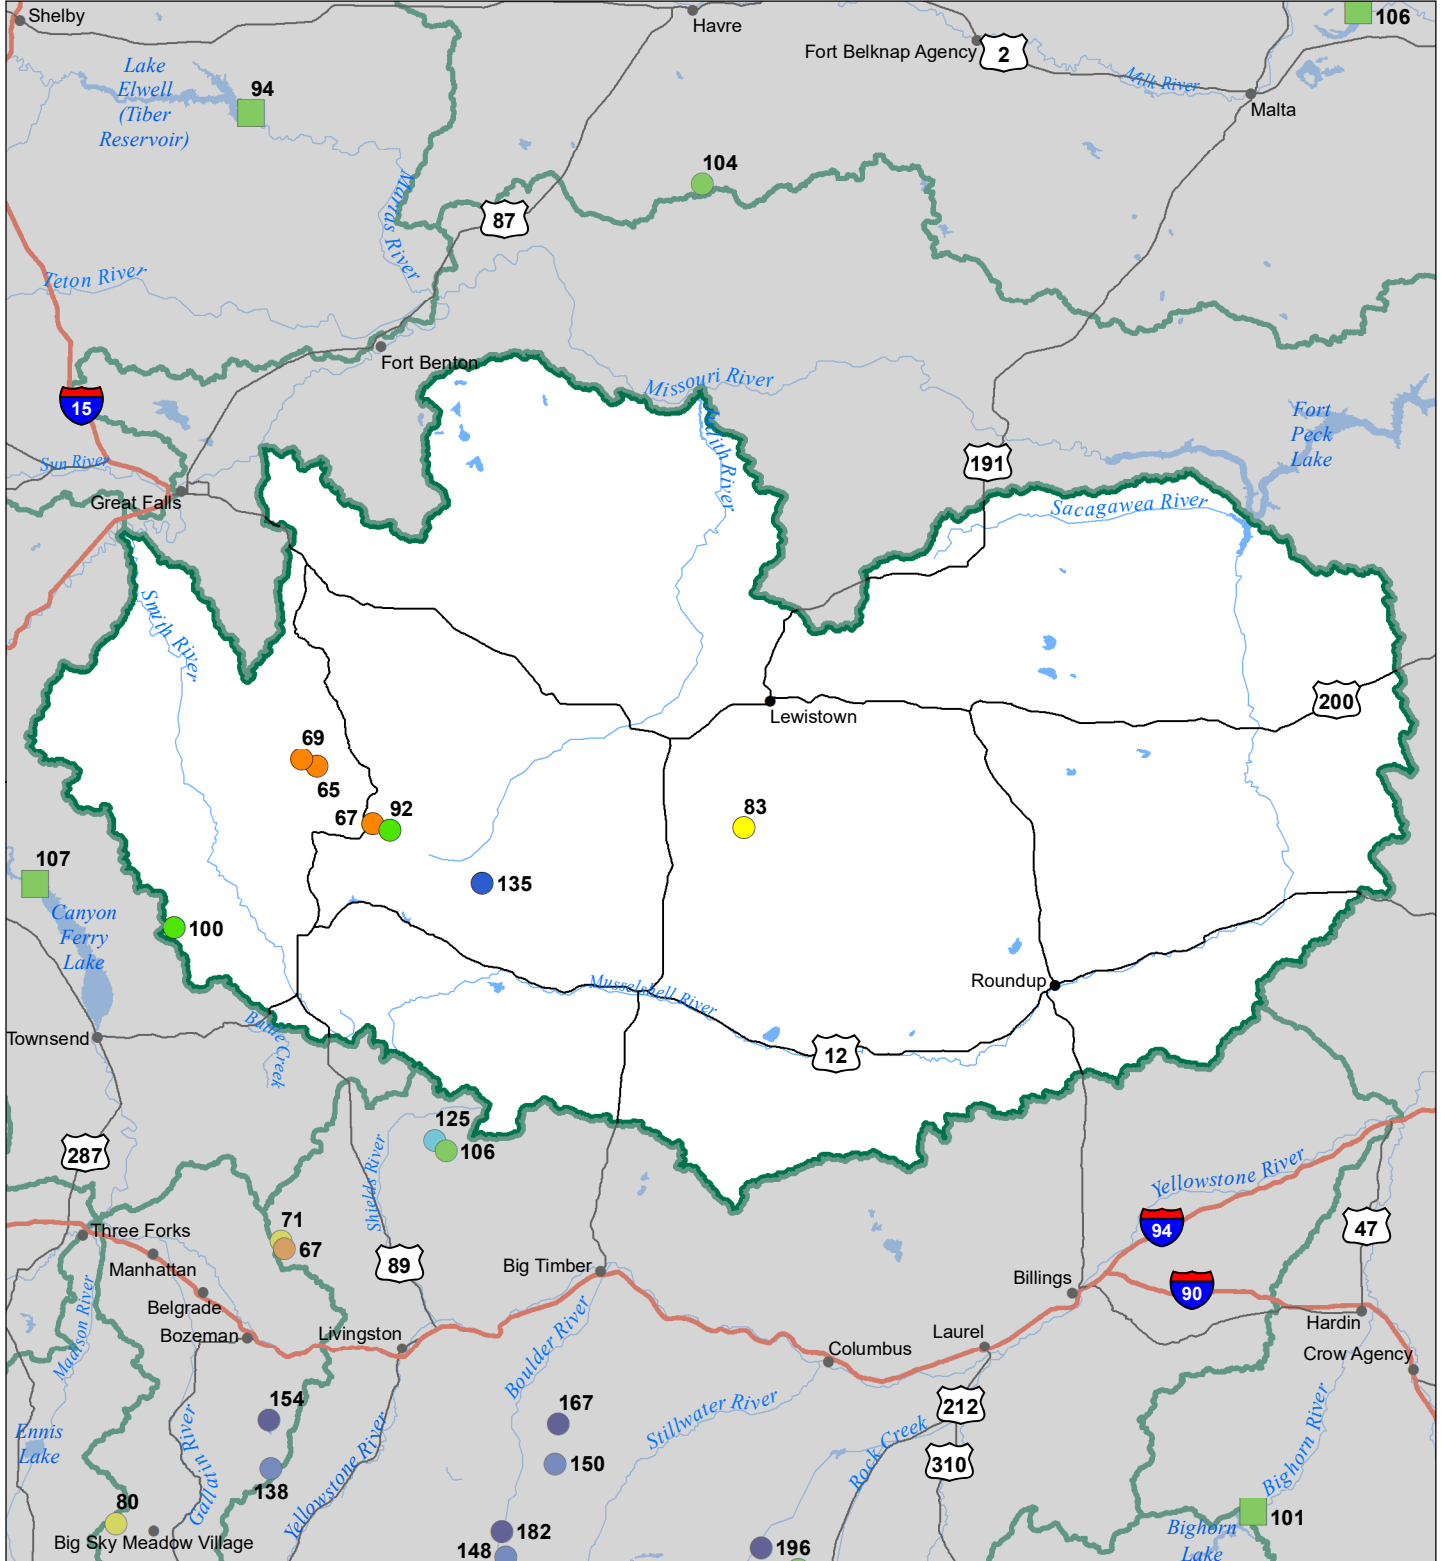 Shelby
Havre
106
Fort Belknap Agency
2
Lake
Elwell
(Tiber
Reservoir)
94
Milk River
Malta
104
Marias River
87
Teton River
Fort Benton
Missouri River
15
Judith River
Fort
Peck
Lake
Sun River
191
Great Falls
Sacagawea River
Smith River
200
Lewistown
69
65
67
92
83
107
135
Canyon
Ferry
Lake
100
Roundup
Musselshell River
Battle Creek
Townsend
12
125
106
287
Shields River
Yellowstone River
71
67
Three Forks
94
47
Manhattan
89
Big Timber
Billings
90
Madison River
Belgrade
Bozeman
Livingston
Boulder River
Laurel
Hardin
Columbus
Crow Agency
154
167
Stillwater River
212
Ennis
Lake
Gallatin River
Yellowstone River
Rock Creek
Bighorn River
150
310
138
80
101
Big Sky Meadow Village
182
148
196
Bighorn
Lake